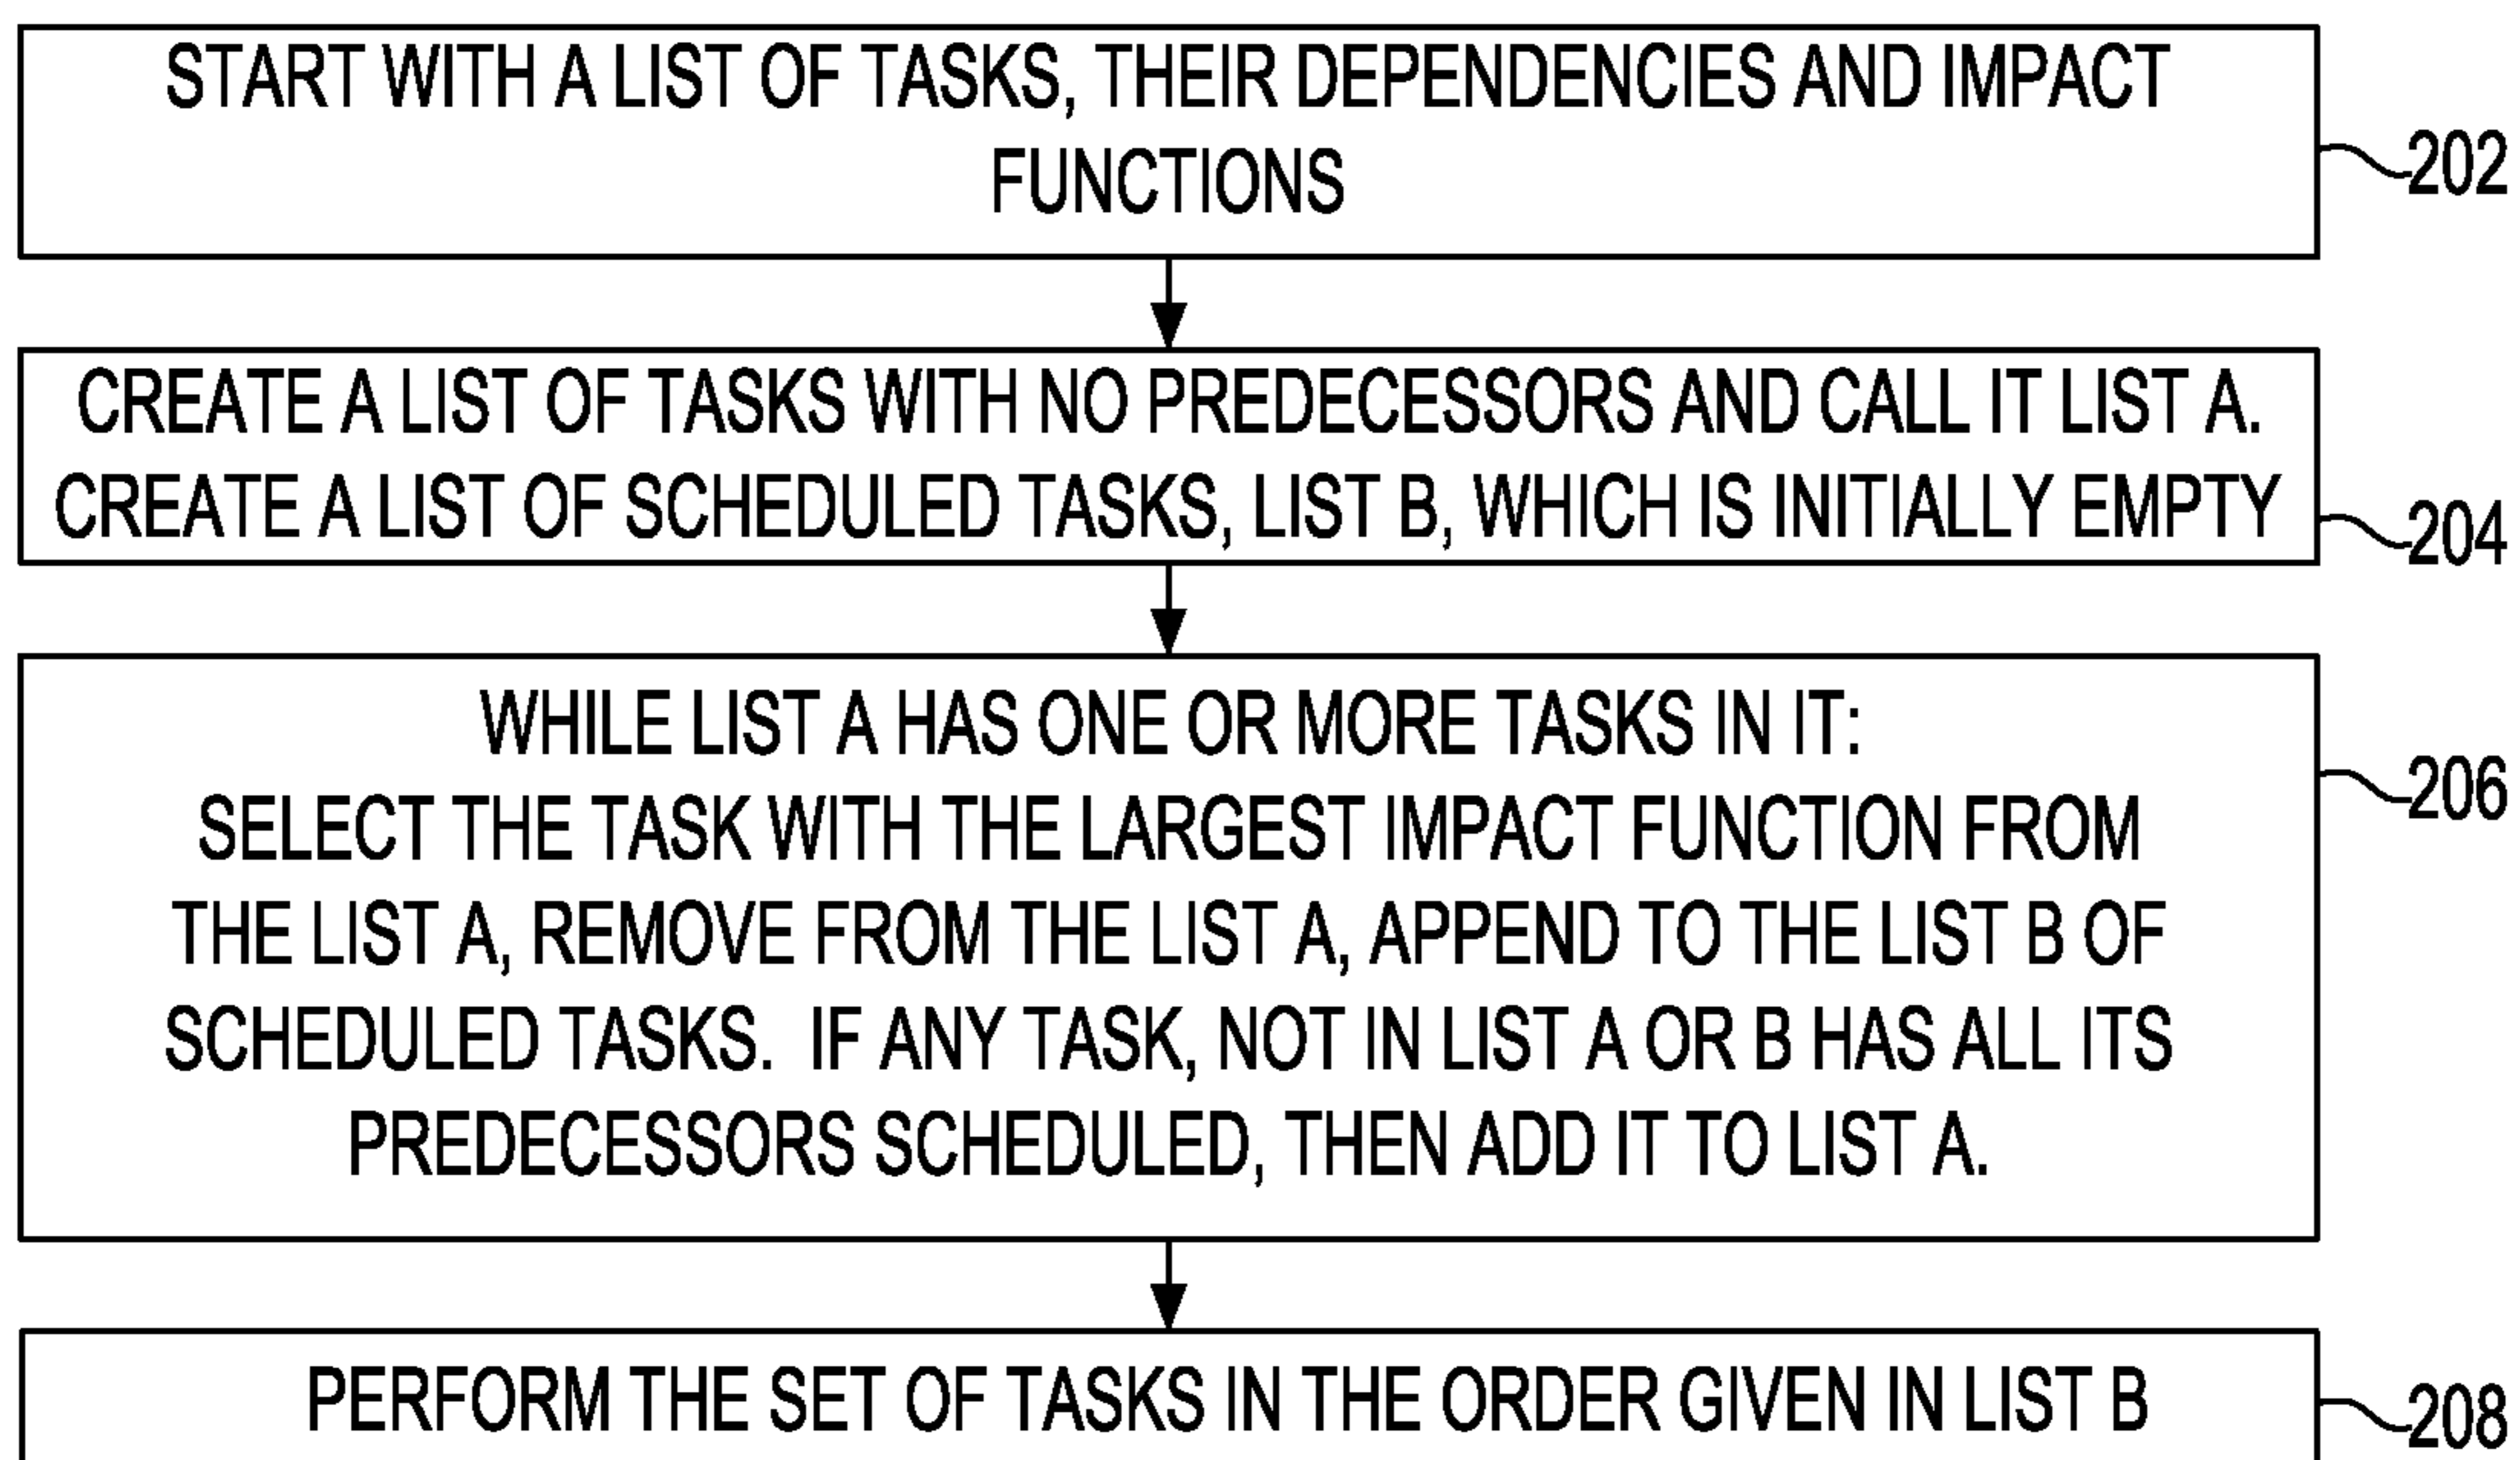 START WITH A LIST OF TASKS, THEIR DEPENDENCIES AND IMPACT
FUNCTIONS
202
CREATE A LIST OF TASKS WITH NO PREDECESSORS AND CALL IT LIST A.
CREATE A LIST OF SCHEDULED TASKS, LIST B, WHICH IS INITIALLY EMPTY
204
WHILE LIST A HAS ONE OR MORE TASKS IN IT:
SELECT THE TASK WITH THE LARGEST IMPACT FUNCTION FROM
THE LIST A, REMOVE FROM THE LIST A, APPEND TO THE LIST B OF
SCHEDULED TASKS. IF ANY TASK, NOT IN LIST A OR B HAS ALL ITS
PREDECESSORS SCHEDULED, THEN ADD IT TO LIST A.
206
PERFORM THE SET OF TASKS IN THE ORDER GIVEN IN LIST B
208